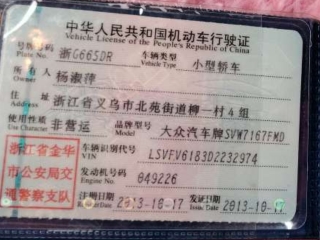 中华人民共和国机动车行驶证
Vehicle License of the People's Republic of China
号牌号码 浙G665DR 车辆类型 小型轿车
Plate No. Vehicle Type
所有人 杨淑萍
Owner
住址 浙江省义乌市北苑街道柳一村4组
Address
使用性质 非营运 品牌型号 大众汽车牌SVW7167FMD
Use Character Model
车辆识别代号 LSVFV6183D2232974
VIN
浙江省金华
市公安局交
通警察支队
发动机号码 849226
Engine No.
注册日期 2013-10-17 发证日期 2013-10-17
Register Date Issue Date